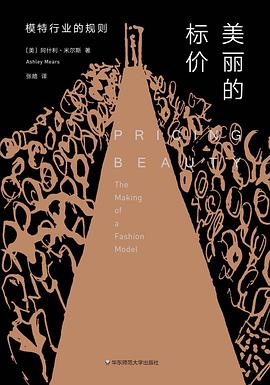 模特行业的规则
[美] 阿什利·米尔斯 著
Ashley Mears
张皓 译
美丽的
标价
PRICING
BEAUTY
The
Making
of
a
Fashion
Model
华东师范大学出版社